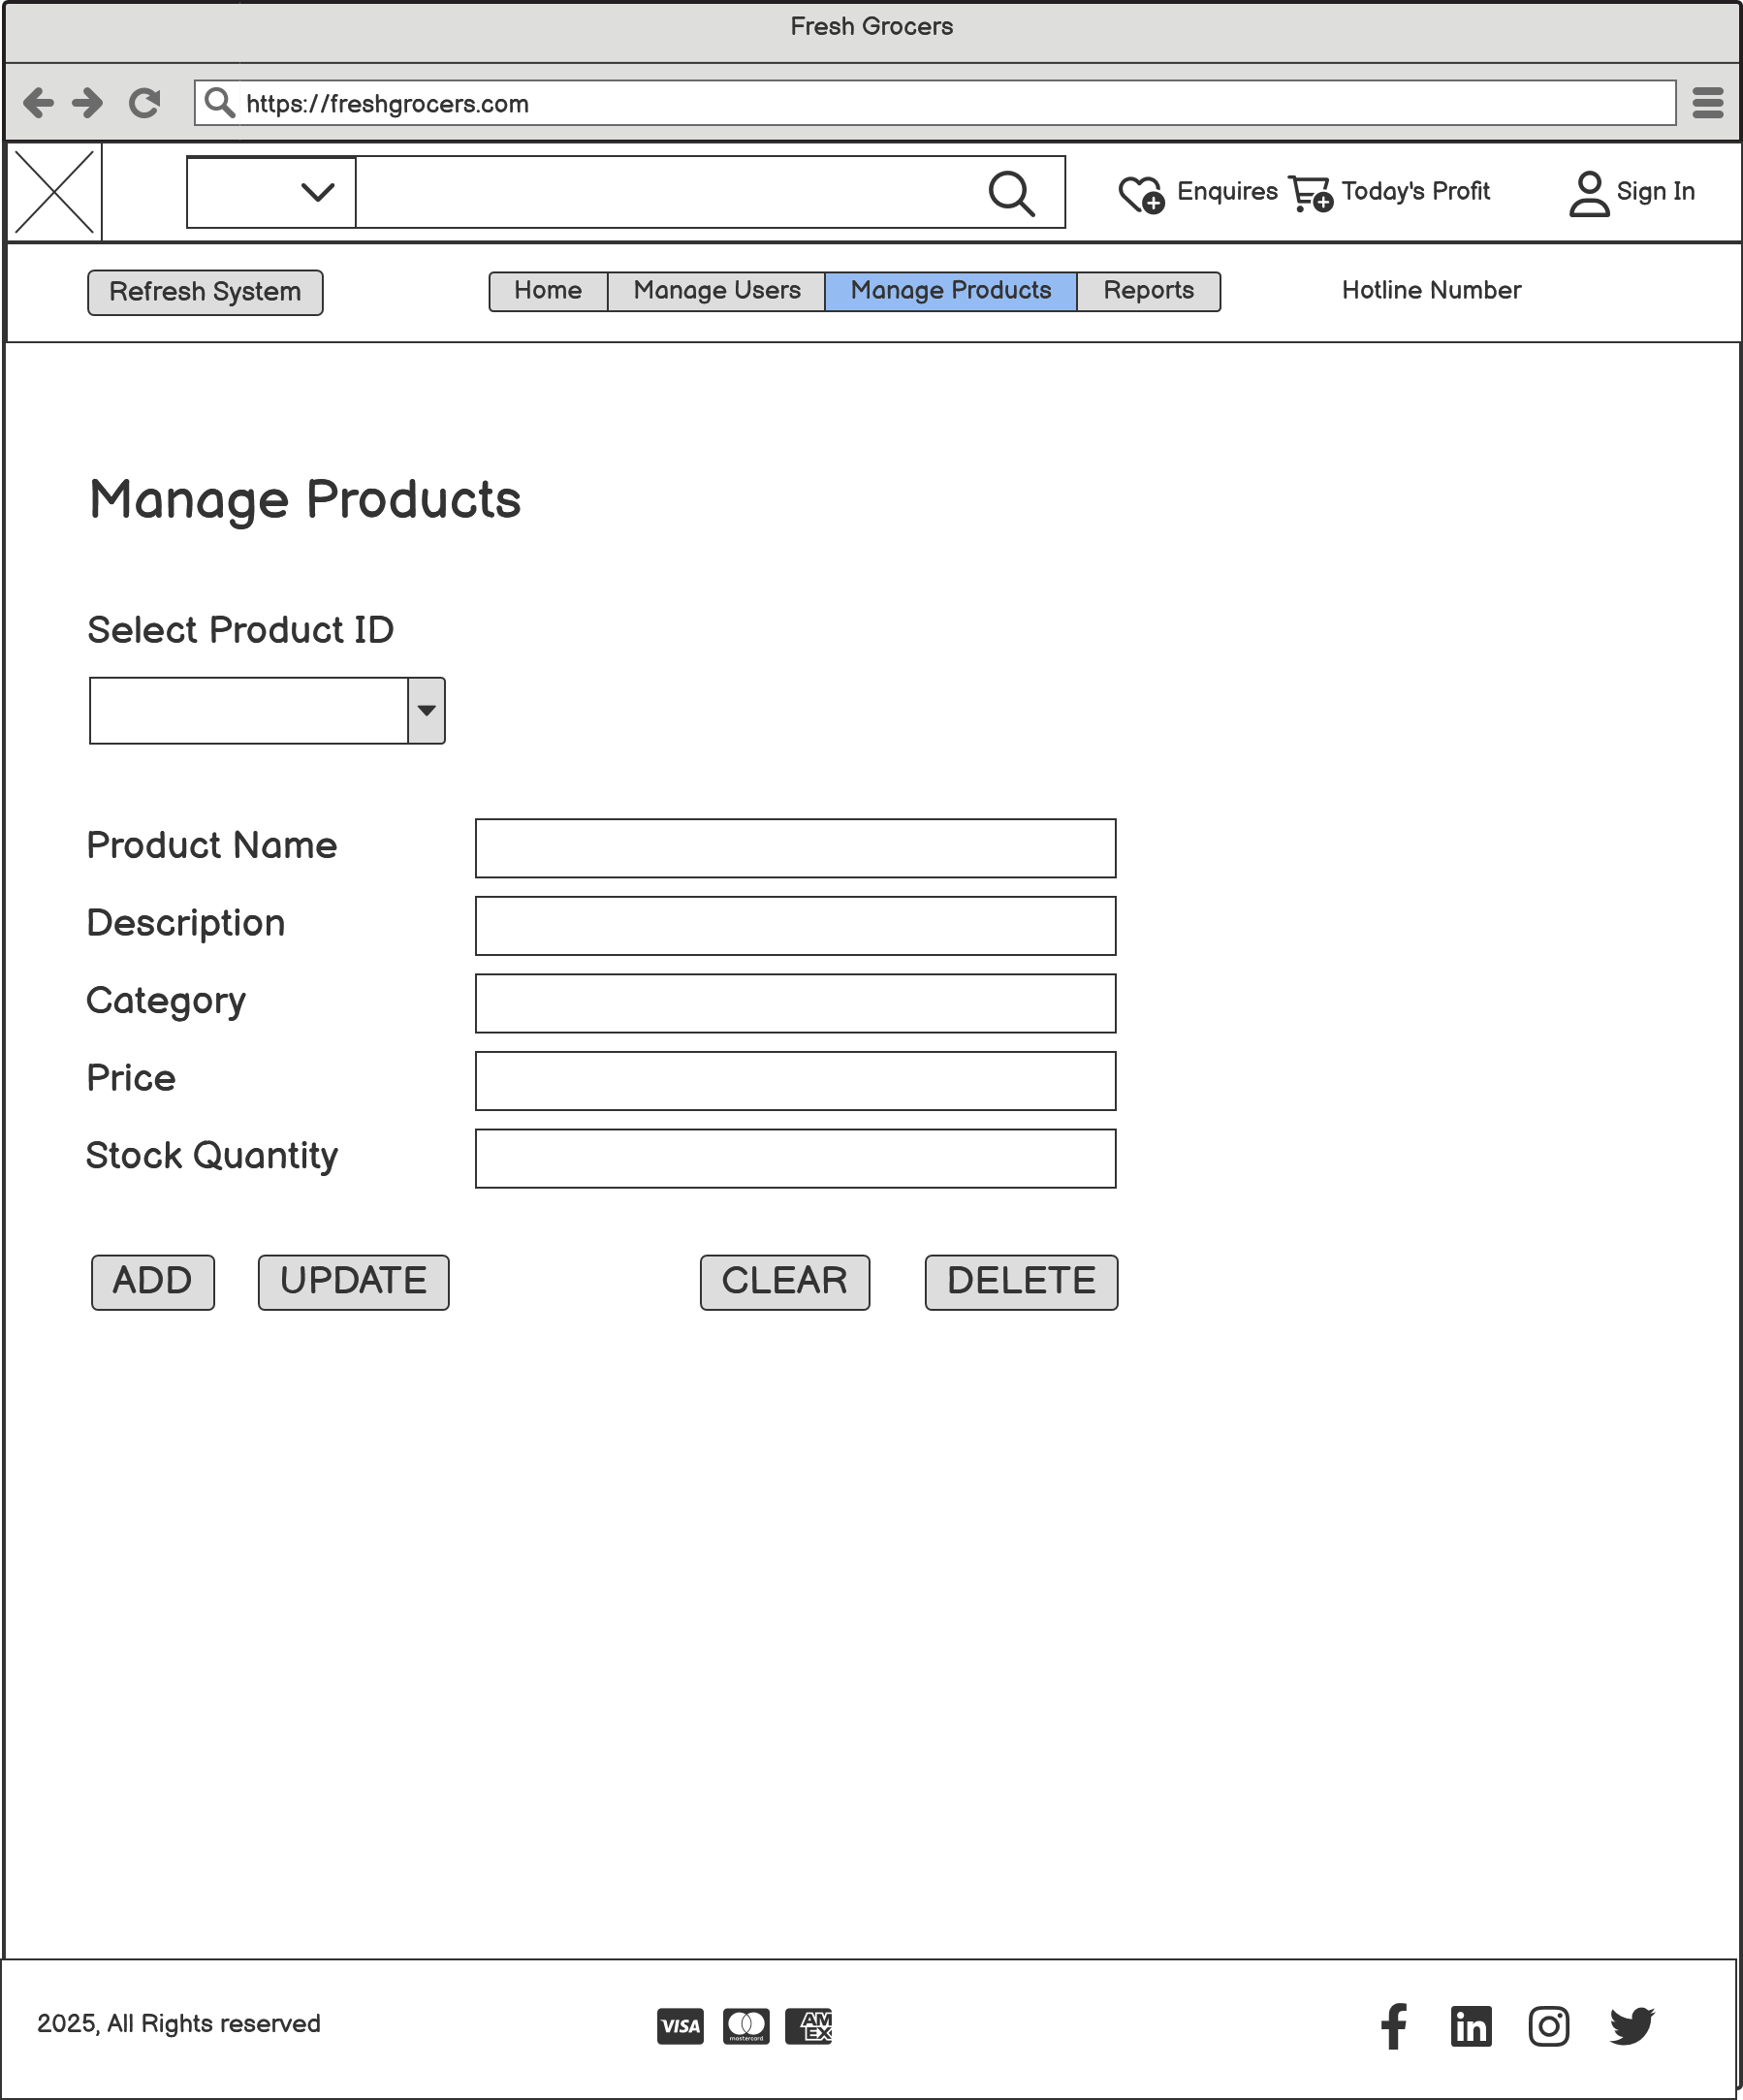 Fresh Grocers
https://freshgrocers.com
Enquires Today's Profit Sign In
Refresh System Home Manage Users Manage Products Reports Hotline Number
Manage Products
Select Product ID
Product Name
Description
Category
Price
Stock Quantity
ADD UPDATE CLEAR DELETE
2025, All Rights reserved VISA mastercard AM EX in